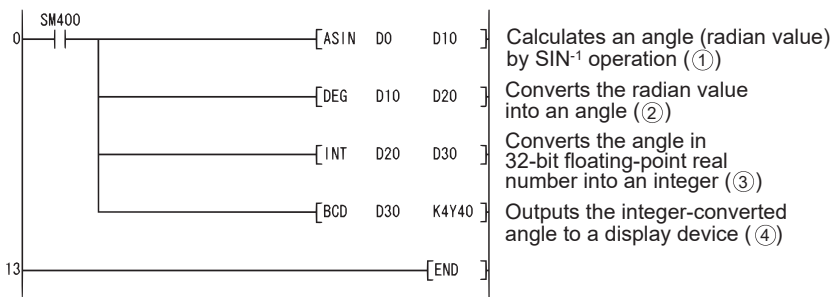 SM400
0 [ASIN D0 D10 ] Calculates an angle (radian value)
by SIN-1 operation (①)
[DEG D10 D20 ] Converts the radian value
into an angle (②)
[INT D20 D30 ] Converts the angle in
32-bit floating-point real
number into an integer (③)
[BCD D30 K4Y40 ] Outputs the integer-converted
angle to a display device (④)
13 [END ]